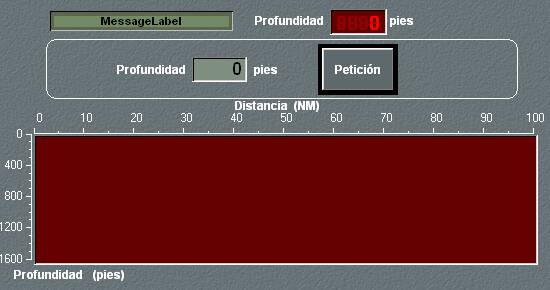 MessageLabel Profundidad 0 pies
Profundidad 0 pies Petición
Distancia (NM)
0 10 20 30 40 50 60 70 80 90 100
0
400
800
1200
1600
Profundidad (pies)